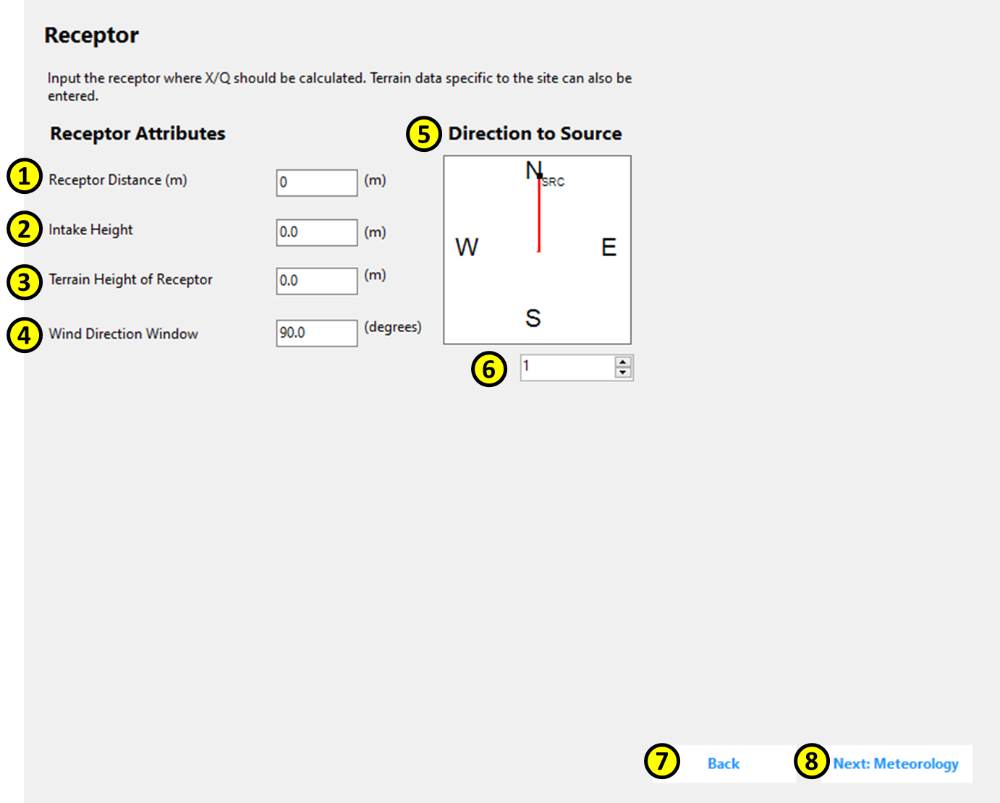 Receptor
Input the receptor where X/Q should be calculated. Terrain data specific to the site can also be
entered.
Receptor Attributes
5 Direction to Source
1 Receptor Distance (m) 0 (m)
2 Intake Height 0.0 (m)
3 Terrain Height of Receptor 0.0 (m)
4 Wind Direction Window 90.0 (degrees)
N
SRC
W E
S
6 1
7 Back
8 Next: Meteorology